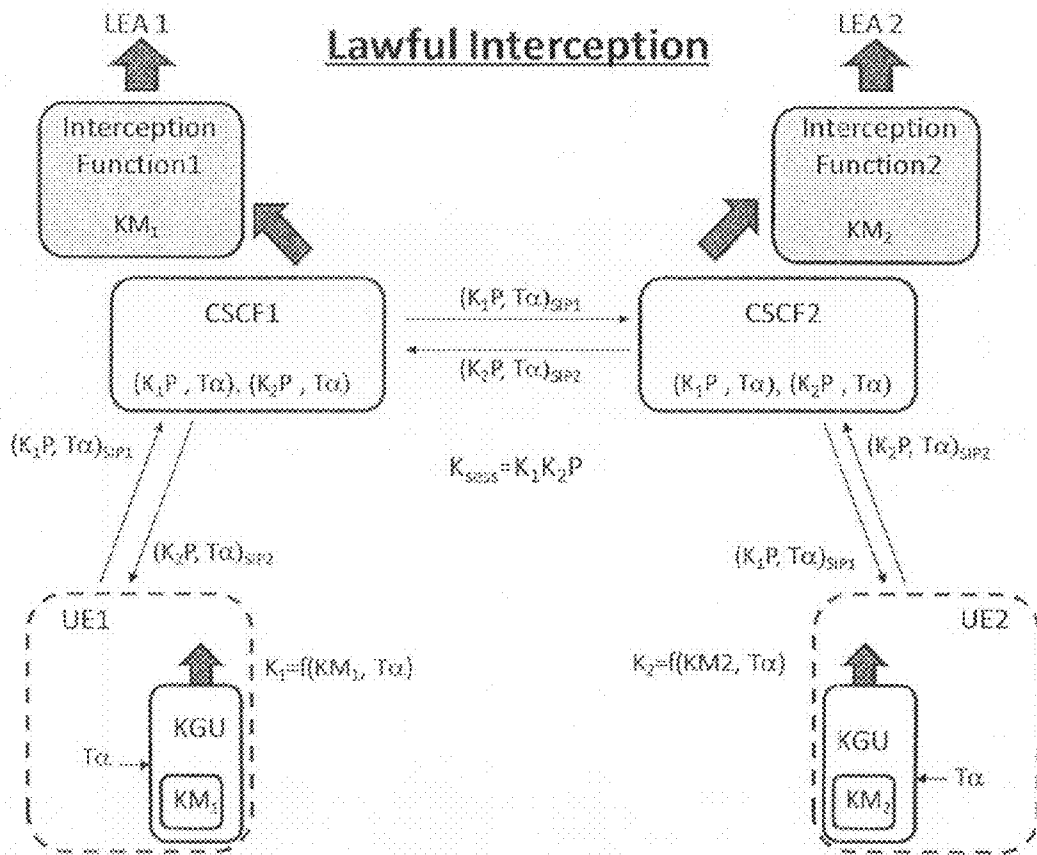 LEA 1
Lawful Interception
LEA 2
Interception
Function1
KM₁
Interception
Function2
KM₂
CSCF1
(K₁P , Tα), (K₂P , Tα)
(K₁P, Tα)SIP1
(K₂P, Tα)SIP2
CSCF2
(K₁P , Tα), (K₂P , Tα)
(K₁P, Tα)SIP1
(K₂P, Tα)SIP2
Ksess=K₁K₂P
(K₂P, Tα)SIP2
(K₁P, Tα)SIP1
UE1
K₁=f(KM₁, Tα)
KGU
Tα
KM₁
UE2
K₂=f(KM2, Tα)
KGU
Tα
KM₂